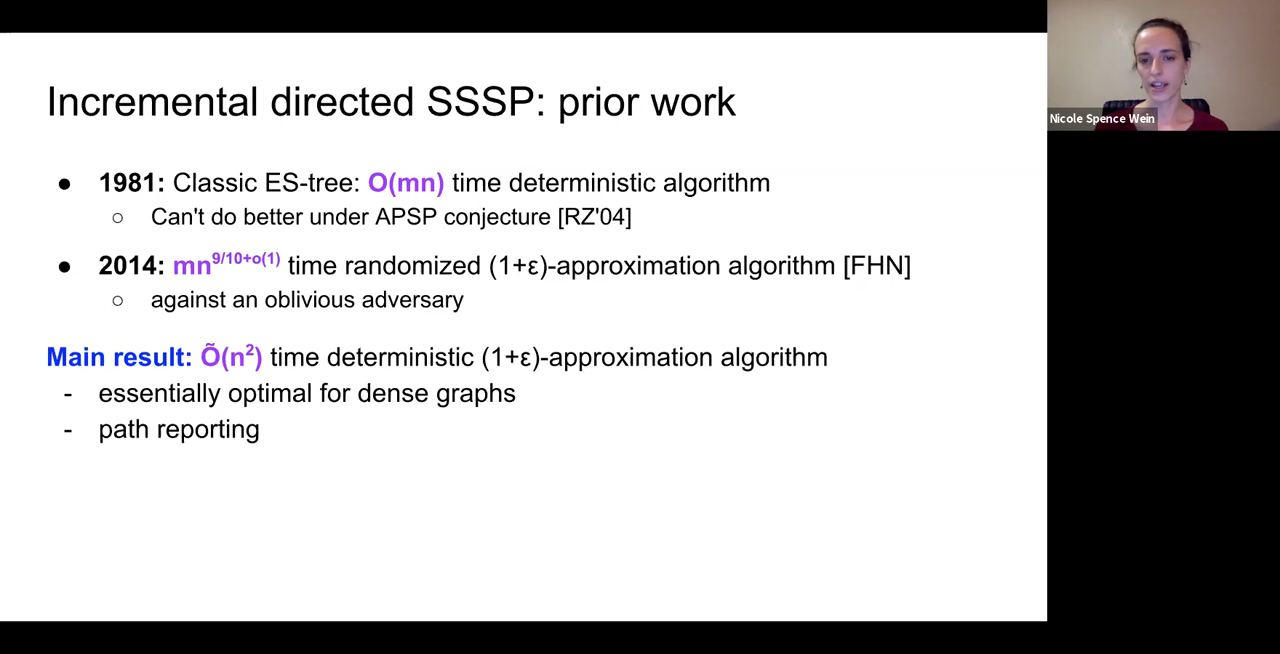 Incremental directed SSSP: prior work
Nicole Spence Wein
● 1981: Classic ES-tree: O(mn) time deterministic algorithm
○ Can't do better under APSP conjecture [RZ'04]
● 2014: mn^9/10+o(1) time randomized (1+ε)-approximation algorithm [FHN]
○ against an oblivious adversary
Main result: Õ(n²) time deterministic (1+ε)-approximation algorithm
- essentially optimal for dense graphs
- path reporting